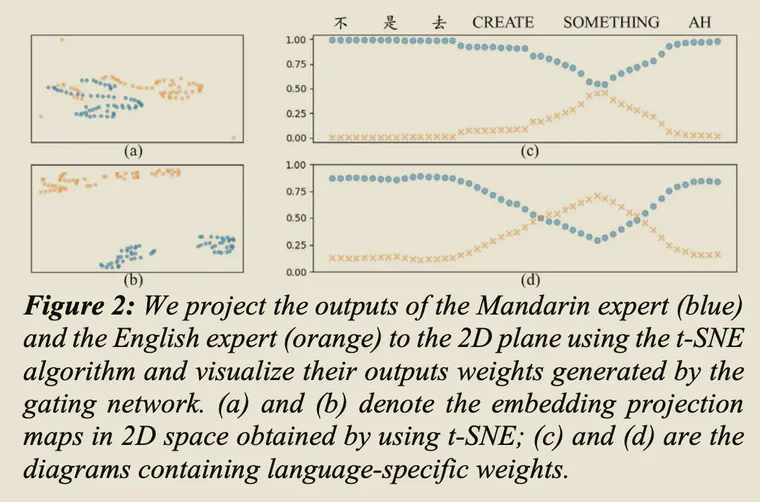 不 是 去 CREATE SOMETHING AH
1.00
0.75
0.50
0.25
0.00
(a) (c)
1.00
0.75
0.50
0.25
0.00
(b) (d)
Figure 2: We project the outputs of the Mandarin expert (blue)
and the English expert (orange) to the 2D plane using the t-SNE
algorithm and visualize their outputs weights generated by the
gating network. (a) and (b) denote the embedding projection
maps in 2D space obtained by using t-SNE; (c) and (d) are the
diagrams containing language-specific weights.